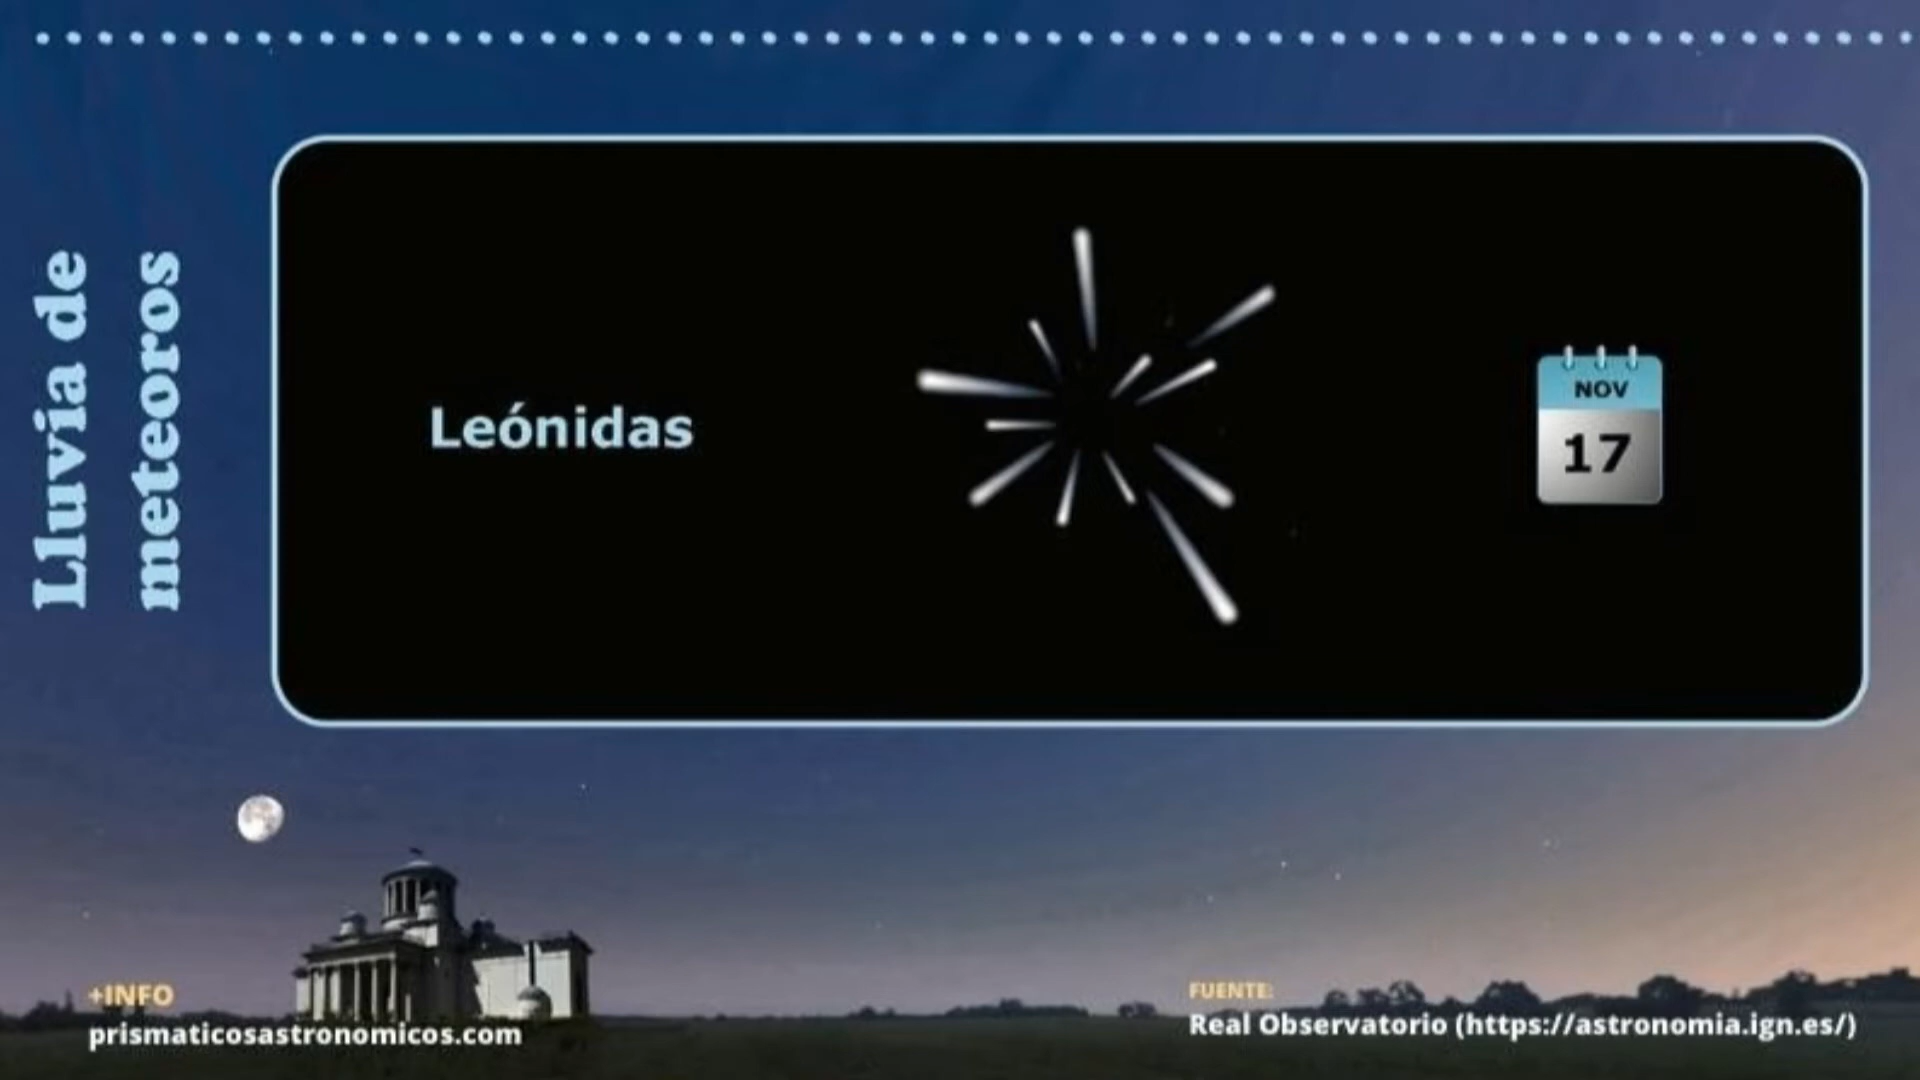 Lluvia de
meteoros
Leónidas
NOV
17
+INFO
prismaticosastronomicos.com
FUENTE:
Real Observatorio (https://astronomia.ign.es/)